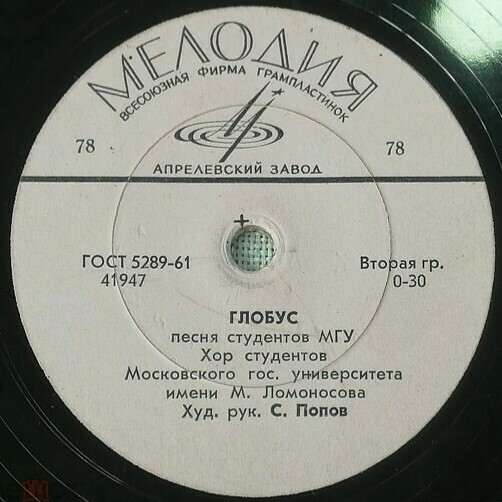 МЕЛОДИЯ
ВСЕСОЮЗНАЯ ФИРМА ГРАМПЛАСТИНОК
78 78
АПРЕЛЕВСКИЙ ЗАВОД
ГОСТ 5289-61 Вторая гр.
41947 0-30
ГЛОБУС
песня студентов МГУ
Хор студентов
Московского гос. университета
имени М. Ломоносова
Худ. рук. С. Попов